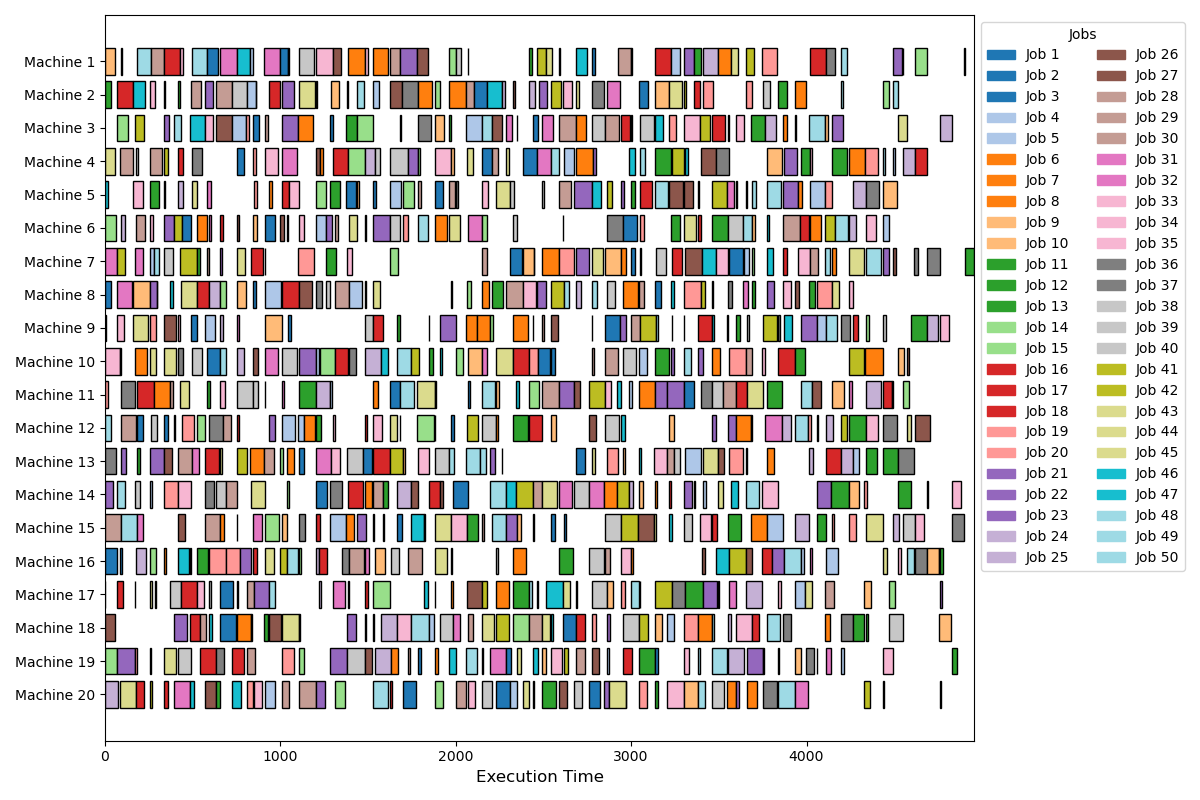 Machine 1
Machine 2
Machine 3
Machine 4
Machine 5
Machine 6
Machine 7
Machine 8
Machine 9
Machine 10
Machine 11
Machine 12
Machine 13
Machine 14
Machine 15
Machine 16
Machine 17
Machine 18
Machine 19
Machine 20
0 1000 2000 3000 4000
Execution Time
Jobs
Job 1 Job 26
Job 2 Job 27
Job 3 Job 28
Job 4 Job 29
Job 5 Job 30
Job 6 Job 31
Job 7 Job 32
Job 8 Job 33
Job 9 Job 34
Job 10 Job 35
Job 11 Job 36
Job 12 Job 37
Job 13 Job 38
Job 14 Job 39
Job 15 Job 40
Job 16 Job 41
Job 17 Job 42
Job 18 Job 43
Job 19 Job 44
Job 20 Job 45
Job 21 Job 46
Job 22 Job 47
Job 23 Job 48
Job 24 Job 49
Job 25 Job 50